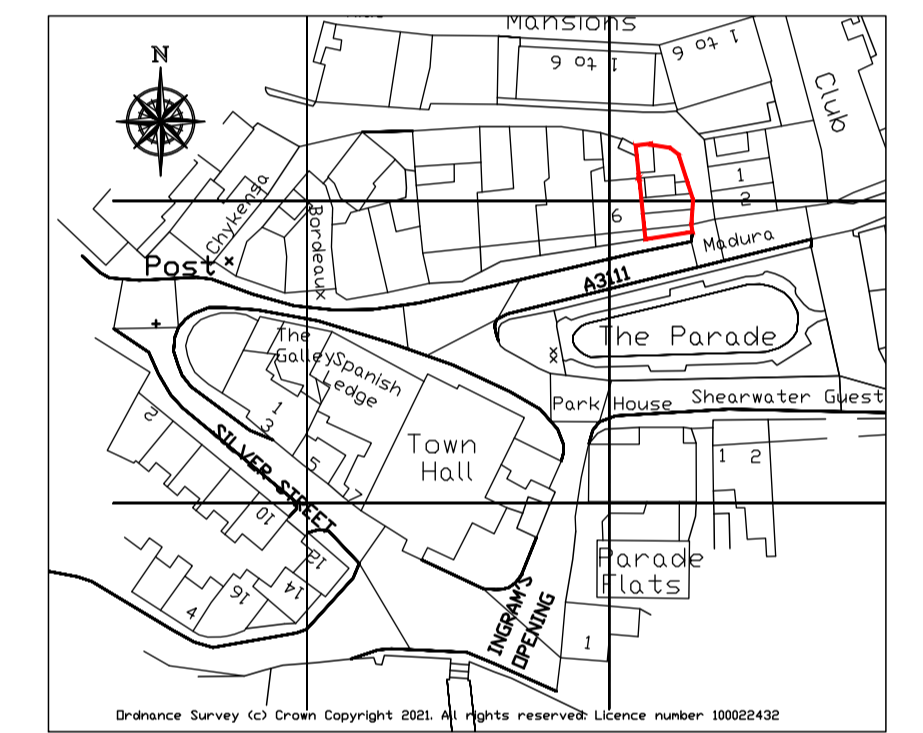 Mansions
N
1 to 6
1 to 6
Club
1
2
Chykenga
Bordeaux
6
Madura
Post
A3111
The Parade
The
Galley
Spanish
Ledge
1
3
5
7
Park House
Shearwater Guest
Town
Hall
2
SILVER STREET
1 2
10
12
14
16
4
Parade
Flats
INGRAM'S
OPENING
1
Ordnance Survey (c) Crown Copyright 2021. All rights reserved. Licence number 100022432